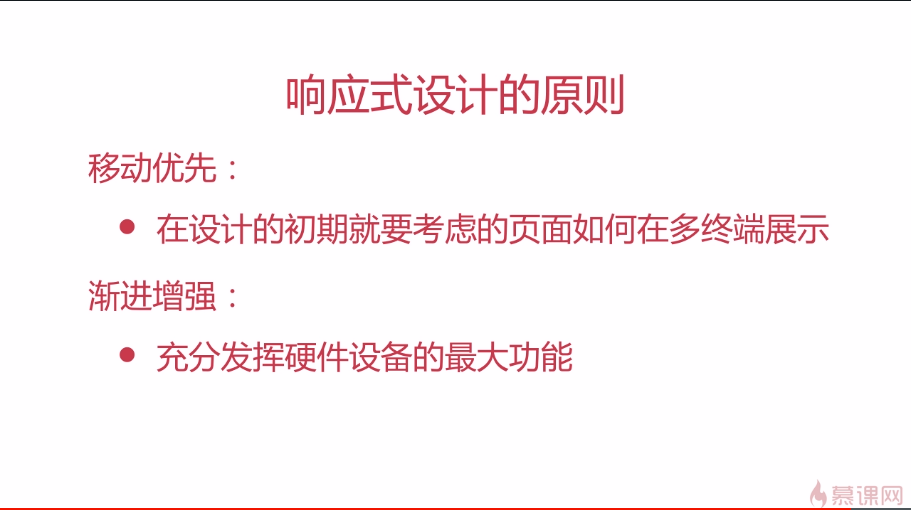 响应式设计的原则
移动优先：
● 在设计的初期就要考虑的页面如何在多终端展示
渐进增强：
● 充分发挥硬件设备的最大功能
慕课网